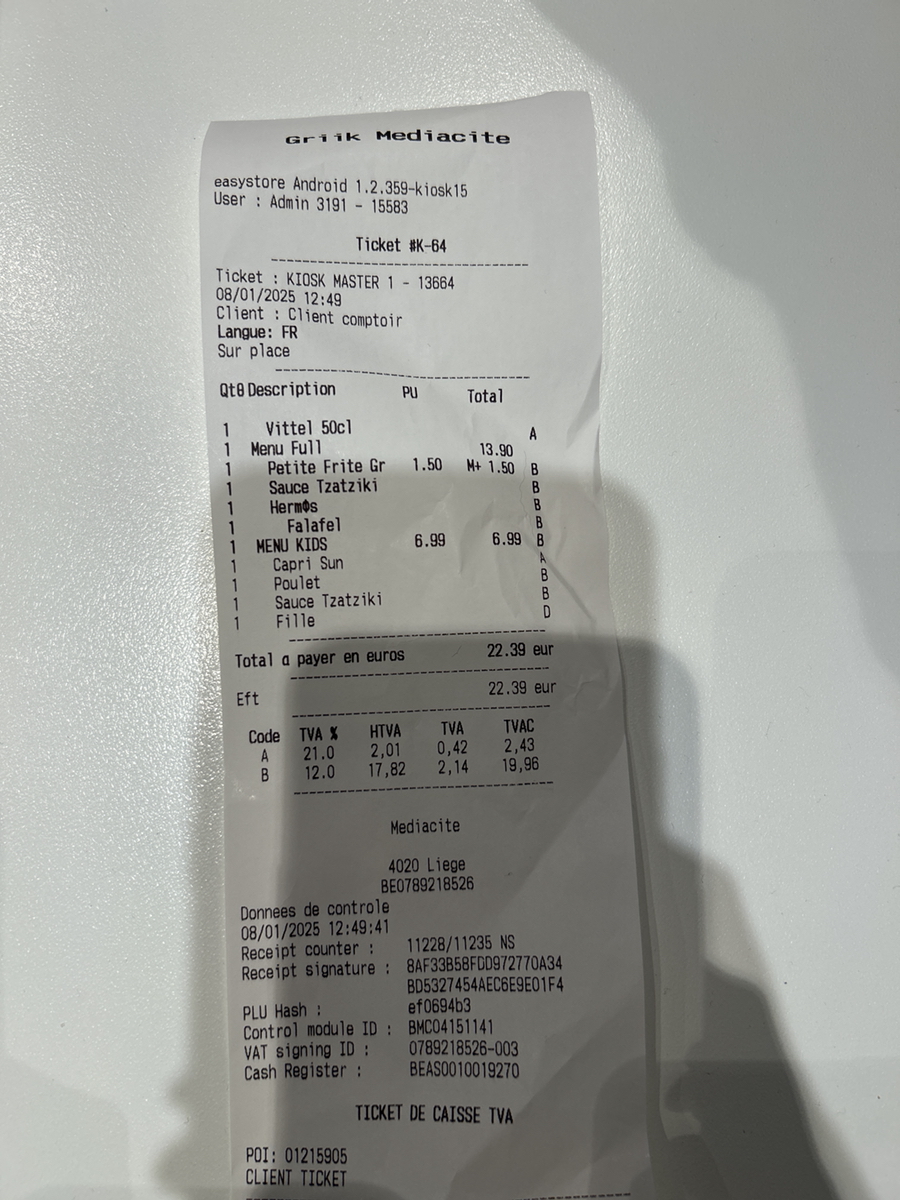 Griik Mediacite
easystore Android 1.2.359-kiosk15
User : Admin 3191 - 15583
Ticket #K-64
Ticket : KIOSK MASTER 1 - 13664
08/01/2025 12:49
Client : Client comptoir
Langue: FR
Sur place
Qtθ Description PU Total
1 Vittel 50cl A
1 Menu Full 13.90
1 Petite Frite Gr 1.50 M+ 1.50 B
1 Sauce Tzatziki B
1 HermΦs B
1 Falafel B
1 MENU KIDS 6.99 6.99 B
1 Capri Sun A
1 Poulet B
1 Sauce Tzatziki B
1 Fille D
Total a payer en euros 22.39 eur
Eft 22.39 eur
Code TVA % HTVA TVA TVAC
A 21.0 2,01 0,42 2,43
B 12.0 17,82 2,14 19,96
Mediacite
4020 Liege
BE0789218526
Donnees de controle
08/01/2025 12:49:41
Receipt counter : 11228/11235 NS
Receipt signature : 8AF33B58FDD972770A34
BD5327454AEC6E9E01F4
PLU Hash : ef0694b3
Control module ID : BMC04151141
VAT signing ID : 0789218526-003
Cash Register : BEAS0010019270
TICKET DE CAISSE TVA
POI: 01215905
CLIENT TICKET